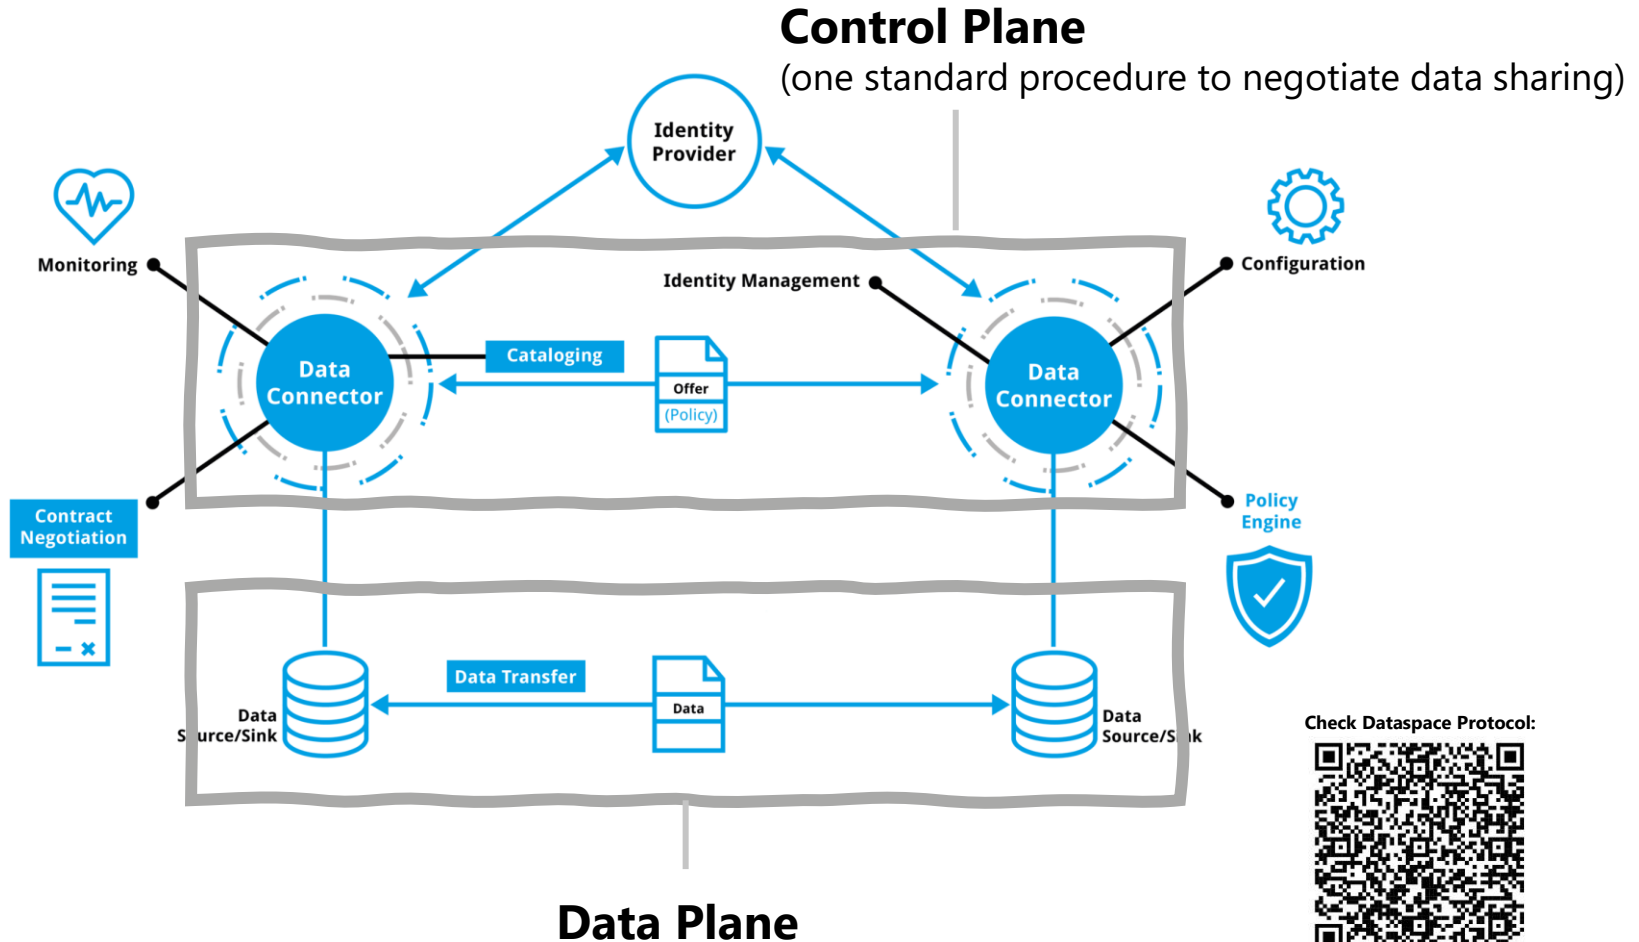 Control Plane
(one standard procedure to negotiate data sharing)
Identity
Provider
Monitoring
Configuration
Identity Management
Data
Connector
Cataloging
Offer
(Policy)
Data
Connector
Contract
Negotiation
Policy
Engine
Data Transfer
Data
Data
Source/Sink
Data
Source/Sink
Check Dataspace Protocol:
Data Plane